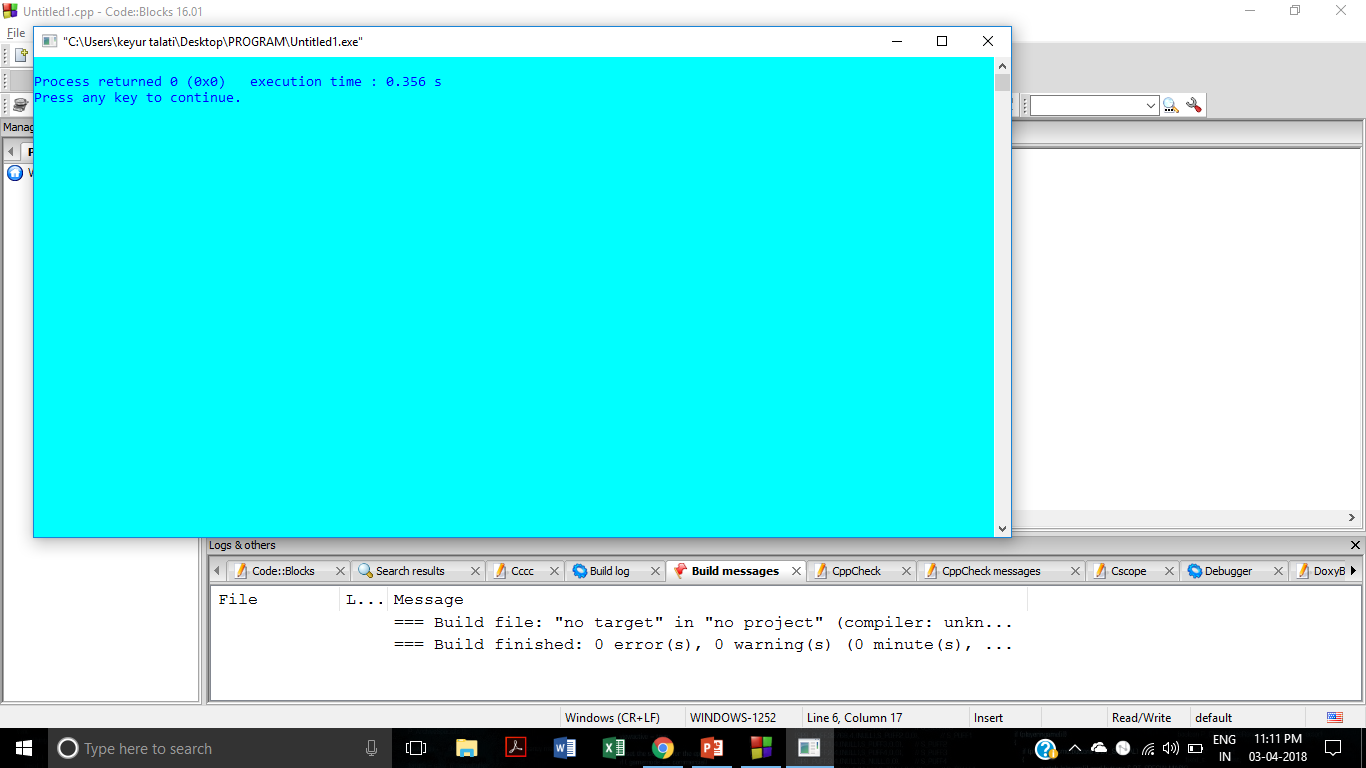 Untitled1.cpp - Code::Blocks 16.01
File
"C:\Users\keyur talati\Desktop\PROGRAM\Untitled1.exe"
Process returned 0 (0x0)   execution time : 0.356 s
Press any key to continue.
Manag
P
W
Logs & others
Code::Blocks
Search results
Cccc
Build log
Build messages
CppCheck
CppCheck messages
Cscope
Debugger
DoxyB
File L... Message
=== Build file: "no target" in "no project" (compiler: unkn...
=== Build finished: 0 error(s), 0 warning(s) (0 minute(s), ...
Windows (CR+LF) WINDOWS-1252 Line 6, Column 17 Insert Read/Write default
Type here to search
ENG
IN
11:11 PM
03-04-2018